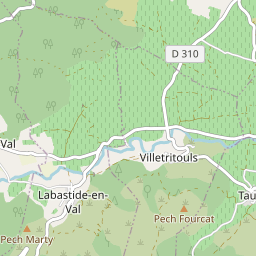 D 310
Val
Villetritouls
Labastide-en-
Val
Tau
Pech Fourcat
Pech Marty